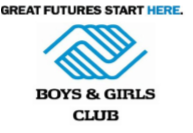 GREAT FUTURES START HERE.
BOYS & GIRLS
CLUB